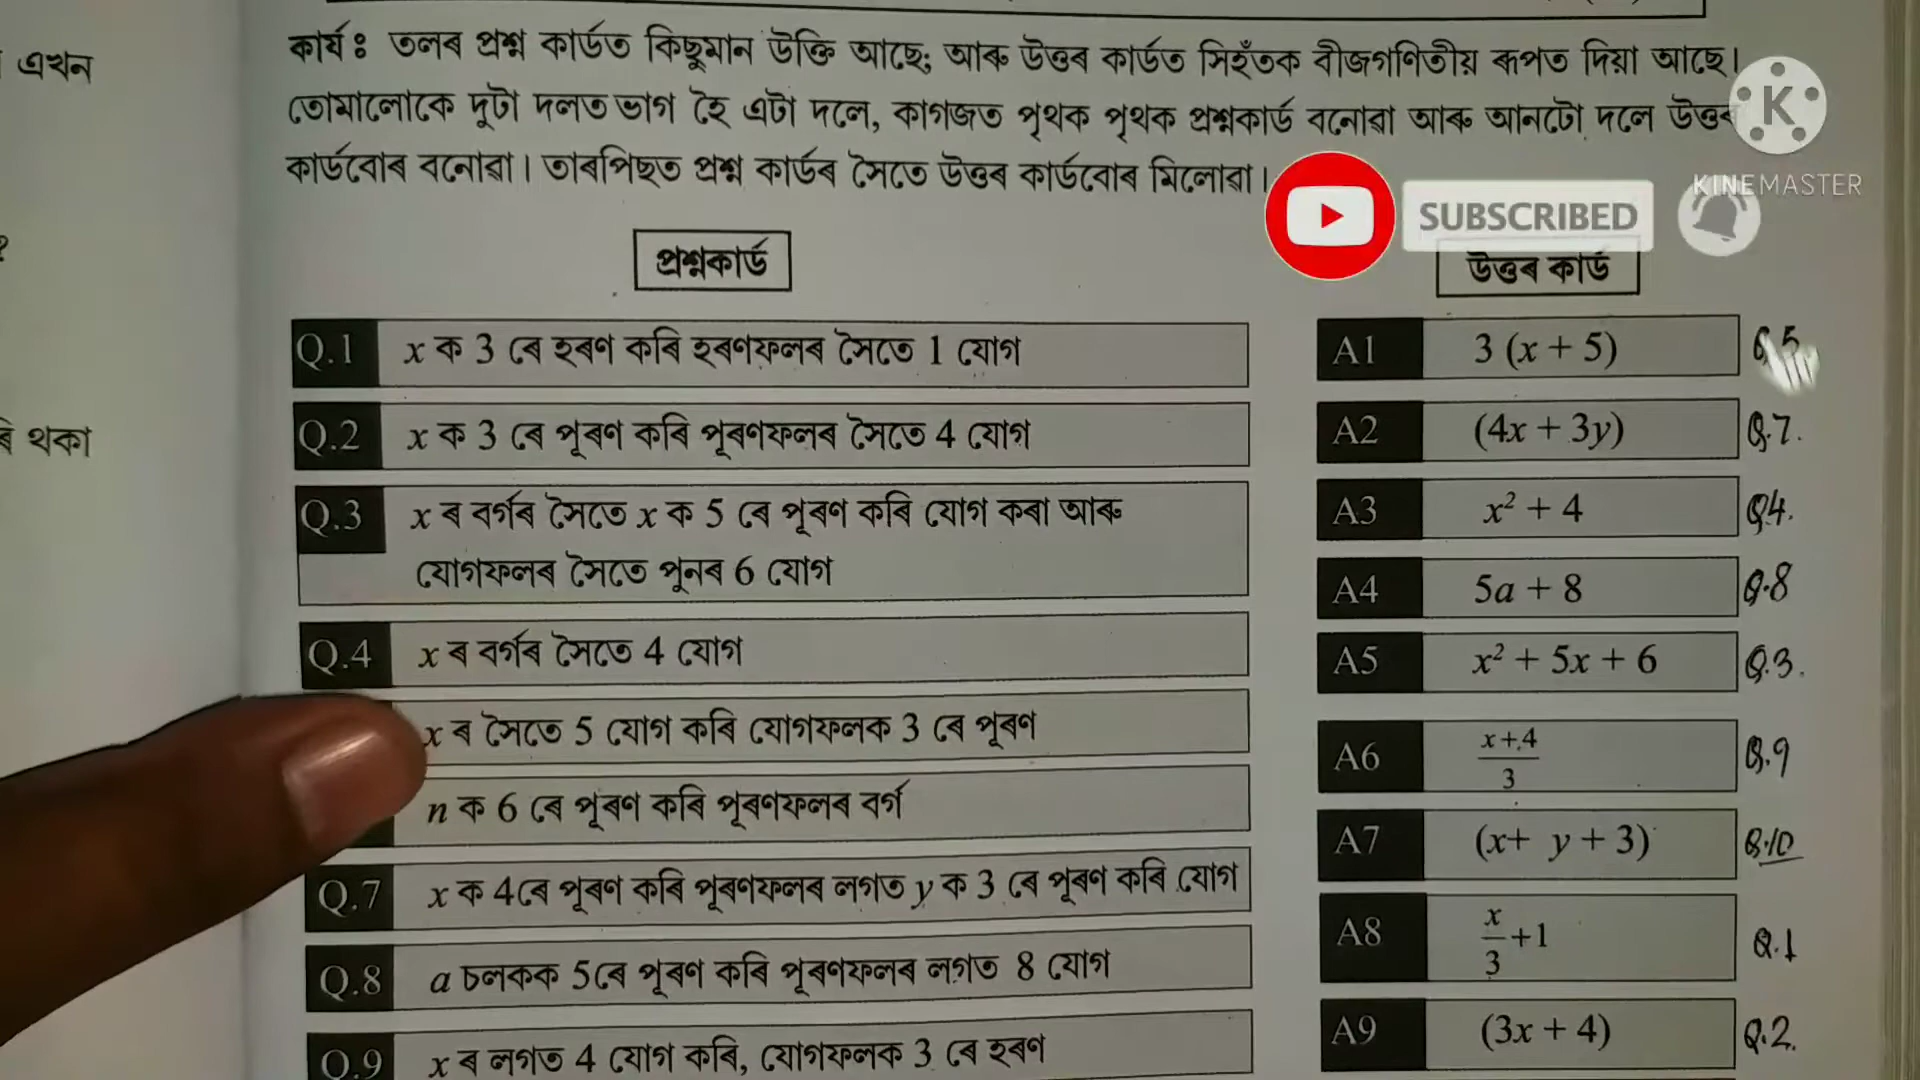 এখন
কাৰ্যঃ তলৰ প্ৰশ্ন কাৰ্ডত কিছুমান উক্তি আছে; আৰু উত্তৰ কাৰ্ডত সিহঁতক বীজগণিতীয় ৰূপত দিয়া আছে।
তোমালোকে দুটা দলত ভাগ হৈ এটা দলে, কাগজত পৃথক পৃথক প্ৰশ্নকাৰ্ড বনোৱা আৰু আনটো দলে উত্তৰ
কাৰ্ডবোৰ বনোৱা। তাৰপিছত প্ৰশ্ন কাৰ্ডৰ সৈতে উত্তৰ কাৰ্ডবোৰ মিলোৱা।
K
KINEMASTER
SUBSCRIBED
প্ৰশ্নকাৰ্ড
উত্তৰ কাৰ্ড
Q.1 x ক 3 ৰে হৰণ কৰি হৰণফলৰ সৈতে 1 যোগ
A1 3 (x + 5) Q.5
Q.2 x ক 3 ৰে পূৰণ কৰি পূৰণফলৰ সৈতে 4 যোগ
A2 (4x + 3y) Q.7.
থকা
Q.3 x ৰ বৰ্গৰ সৈতে x ক 5 ৰে পূৰণ কৰি যোগ কৰা আৰু
যোগফলৰ সৈতে পুনৰ 6 যোগ
A3 x² + 4 Q4.
A4 5a + 8 Q.8
Q.4 x ৰ বৰ্গৰ সৈতে 4 যোগ
A5 x² + 5x + 6 Q.3.
x ৰ সৈতে 5 যোগ কৰি যোগফলক 3 ৰে পূৰণ
A6 x+4/3 Q.9
n ক 6 ৰে পূৰণ কৰি পূৰণফলৰ বৰ্গ
A7 (x+ y + 3) Q.10
Q.7 x ক 4ৰে পূৰণ কৰি পূৰণফলৰ লগত y ক 3 ৰে পূৰণ কৰি যোগ
A8 x/3 +1 Q.1
Q.8 a চলকক 5ৰে পূৰণ কৰি পূৰণফলৰ লগত 8 যোগ
A9 (3x + 4) Q.2.
Q.9 x ৰ লগত 4 যোগ কৰি, যোগফলক 3 ৰে হৰণ